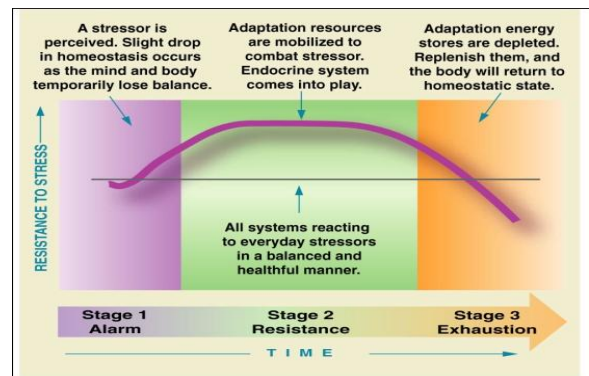 A stressor is
perceived. Slight drop
in homeostasis occurs
as the mind and body
temporarily lose balance.
Adaptation resources
are mobilized to
combat stressor.
Endocrine system
comes into play.
Adaptation energy
stores are depleted.
Replenish them, and
the body will return to
homeostatic state.
RESISTANCE TO STRESS
All systems reacting
to everyday stressors
in a balanced and
healthful manner.
Stage 1
Alarm
Stage 2
Resistance
Stage 3
Exhaustion
TIME